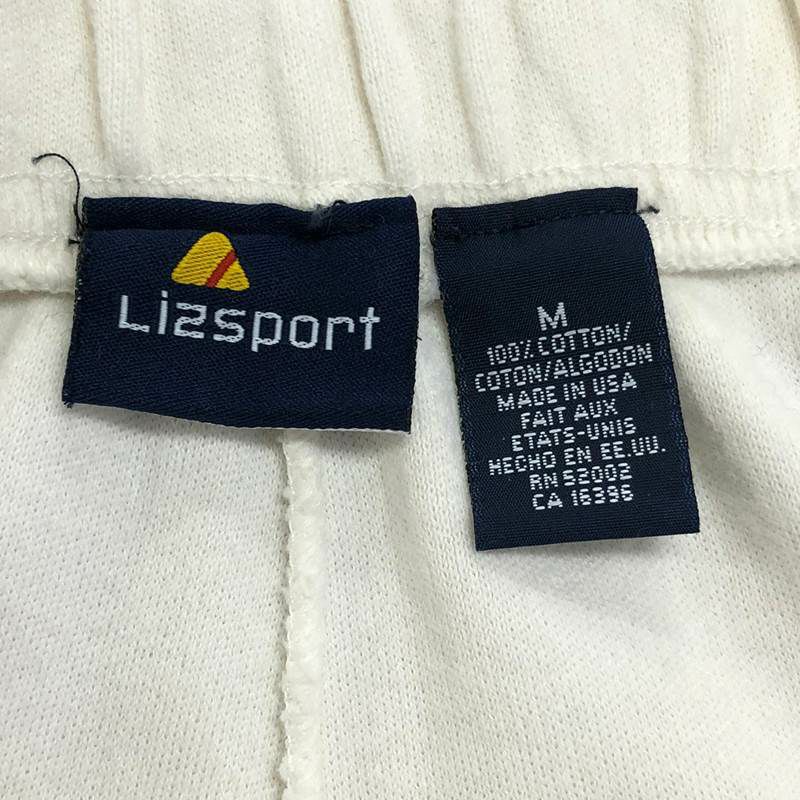 Lizsport
M
100% COTTON/
COTON/ALGODON
MADE IN USA
FAIT AUX
ETATS-UNIS
HECHO EN EE.UU.
RN 52002
CA 16396